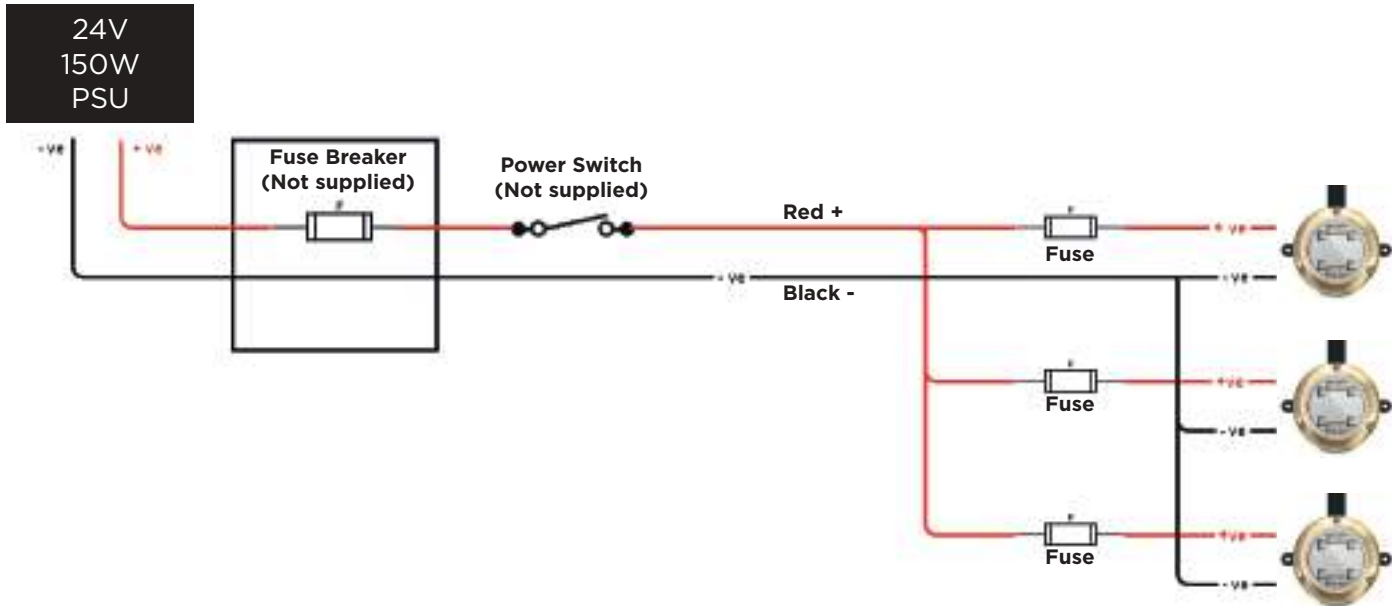 24V
150W
PSU
-ve
+ve
Fuse Breaker
(Not supplied)
F
Power Switch
(Not supplied)
Red +
F
Fuse
+ve
-ve
Black -
-ve
F
Fuse
+ve
-ve
F
Fuse
+ve
-ve